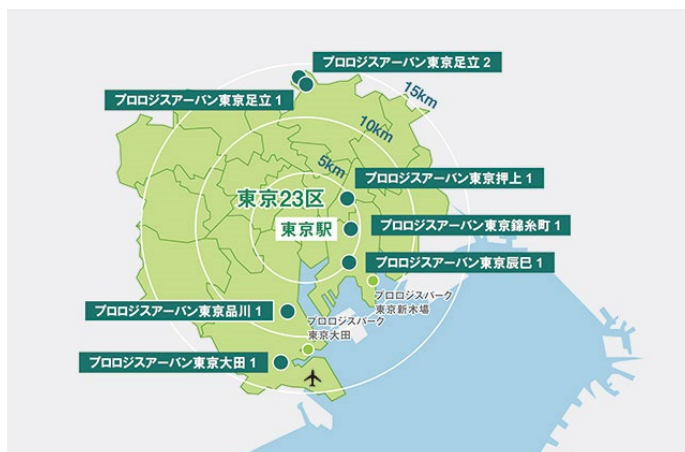 プロロジスアーバン東京足立 2
プロロジスアーバン東京足立 1
15km
10km
5km
プロロジスアーバン東京押上 1
東京23区
東京駅
プロロジスアーバン東京錦糸町 1
プロロジスアーバン東京辰巳 1
プロロジスパーク
東京新木場
プロロジスアーバン東京品川 1
プロロジスパーク
東京大田
プロロジスアーバン東京大田 1